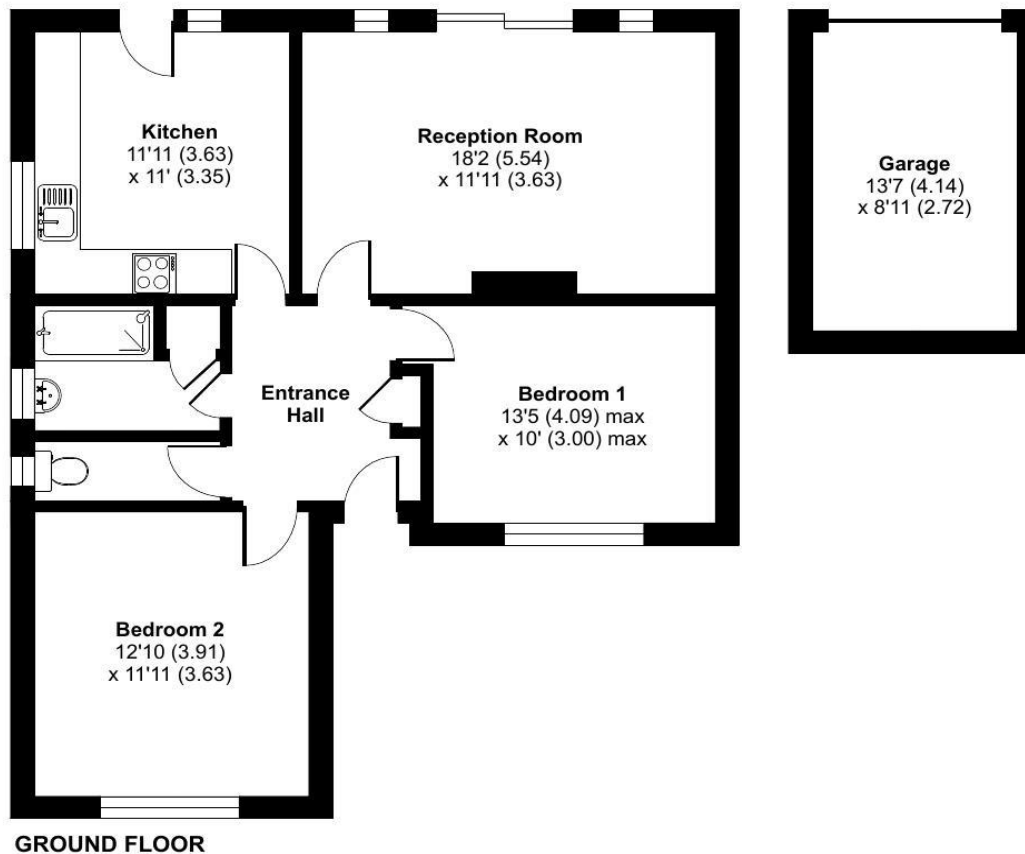 Kitchen
11'11 (3.63)
x 11' (3.35)
Reception Room
18'2 (5.54)
x 11'11 (3.63)
Garage
13'7 (4.14)
x 8'11 (2.72)
Entrance
Hall
Bedroom 1
13'5 (4.09) max
x 10' (3.00) max
Bedroom 2
12'10 (3.91)
x 11'11 (3.63)
GROUND FLOOR